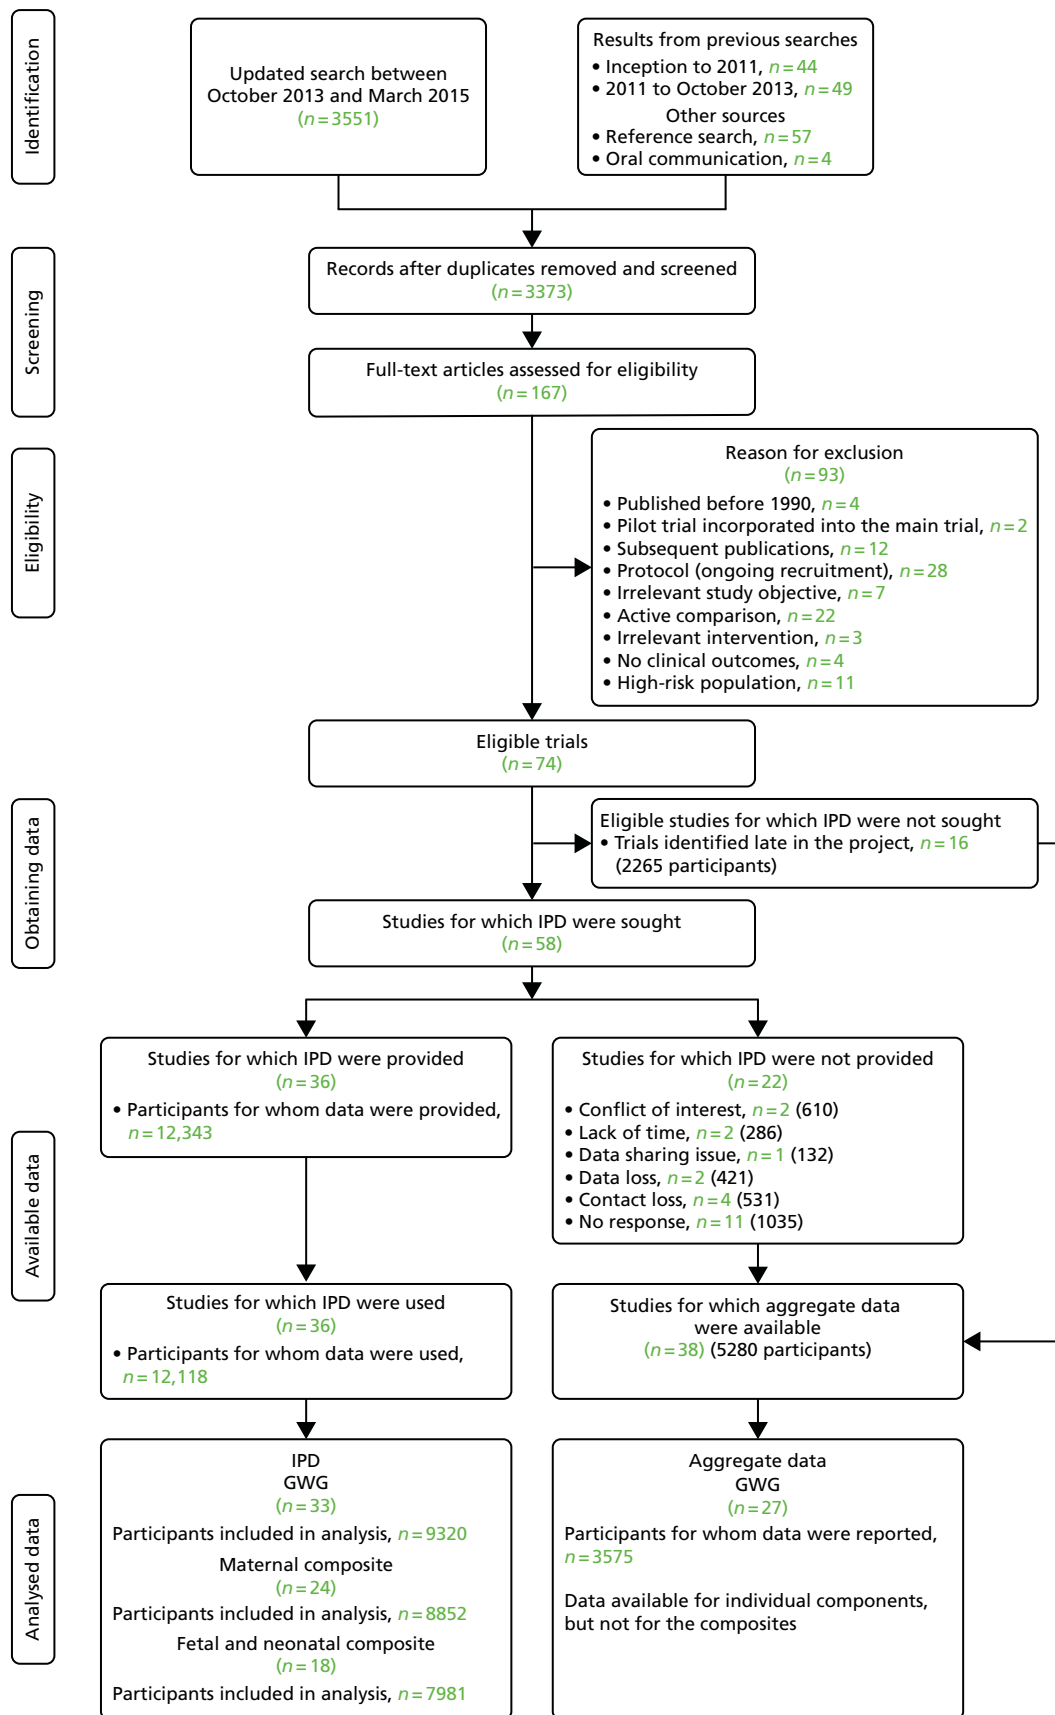 Identification
Updated search between
October 2013 and March 2015
(n=3551)
Results from previous searches
• Inception to 2011, n=44
• 2011 to October 2013, n=49
Other sources
• Reference search, n=57
• Oral communication, n=4
Screening
Records after duplicates removed and screened
(n=3373)
Full-text articles assessed for eligibility
(n=167)
Eligibility
Reason for exclusion
(n=93)
• Published before 1990, n=4
• Pilot trial incorporated into the main trial, n=2
• Subsequent publications, n=12
• Protocol (ongoing recruitment), n=28
• Irrelevant study objective, n=7
• Active comparison, n=22
• Irrelevant intervention, n=3
• No clinical outcomes, n=4
• High-risk population, n=11
Eligible trials
(n=74)
Obtaining data
Eligible studies for which IPD were not sought
• Trials identified late in the project, n=16
(2265 participants)
Studies for which IPD were sought
(n=58)
Available data
Studies for which IPD were provided
(n=36)
• Participants for whom data were provided,
n=12,343
Studies for which IPD were not provided
(n=22)
• Conflict of interest, n=2 (610)
• Lack of time, n=2 (286)
• Data sharing issue, n=1 (132)
• Data loss, n=2 (421)
• Contact loss, n=4 (531)
• No response, n=11 (1035)
Studies for which IPD were used
(n=36)
• Participants for whom data were used,
n=12,118
Studies for which aggregate data
were available
(n=38) (5280 participants)
Analysed data
IPD
GWG
(n=33)
Participants included in analysis, n=9320
Maternal composite
(n=24)
Participants included in analysis, n=8852
Fetal and neonatal composite
(n=18)
Participants included in analysis, n=7981
Aggregate data
GWG
(n=27)
Participants for whom data were reported,
n=3575
Data available for individual components,
but not for the composites